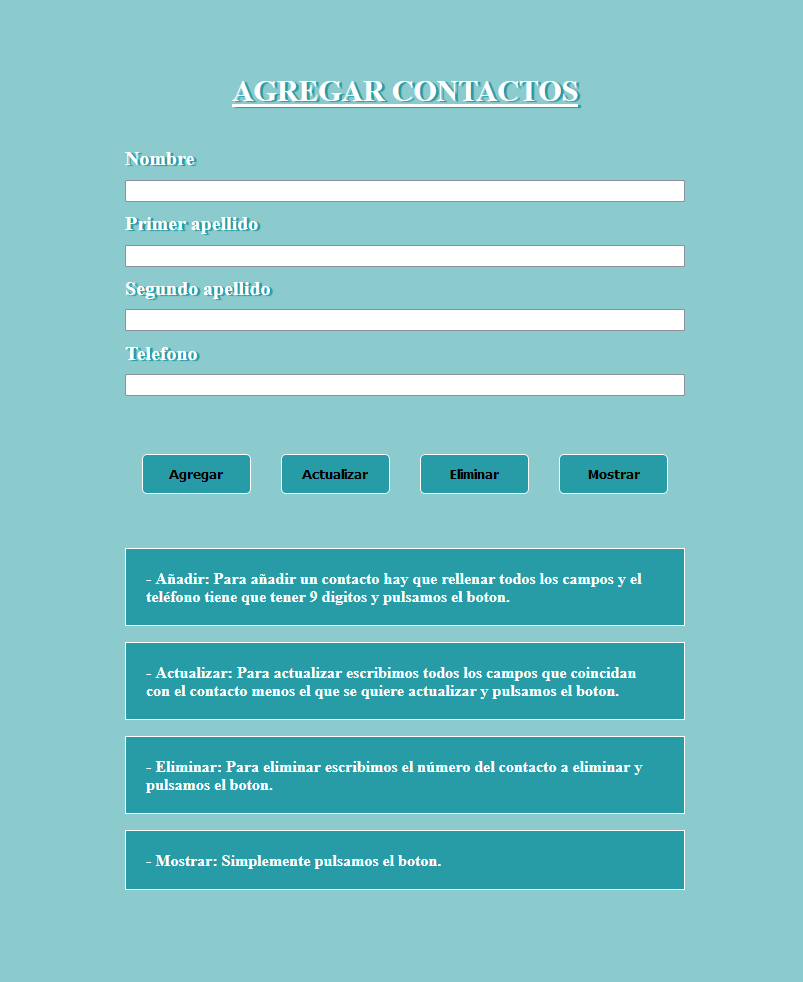 AGREGAR CONTACTOS
Nombre
Primer apellido
Segundo apellido
Telefono
Agregar
Actualizar
Eliminar
Mostrar
- Añadir: Para añadir un contacto hay que rellenar todos los campos y el
teléfono tiene que tener 9 digitos y pulsamos el boton.
- Actualizar: Para actualizar escribimos todos los campos que coincidan
con el contacto menos el que se quiere actualizar y pulsamos el boton.
- Eliminar: Para eliminar escribimos el número del contacto a eliminar y
pulsamos el boton.
- Mostrar: Simplemente pulsamos el boton.